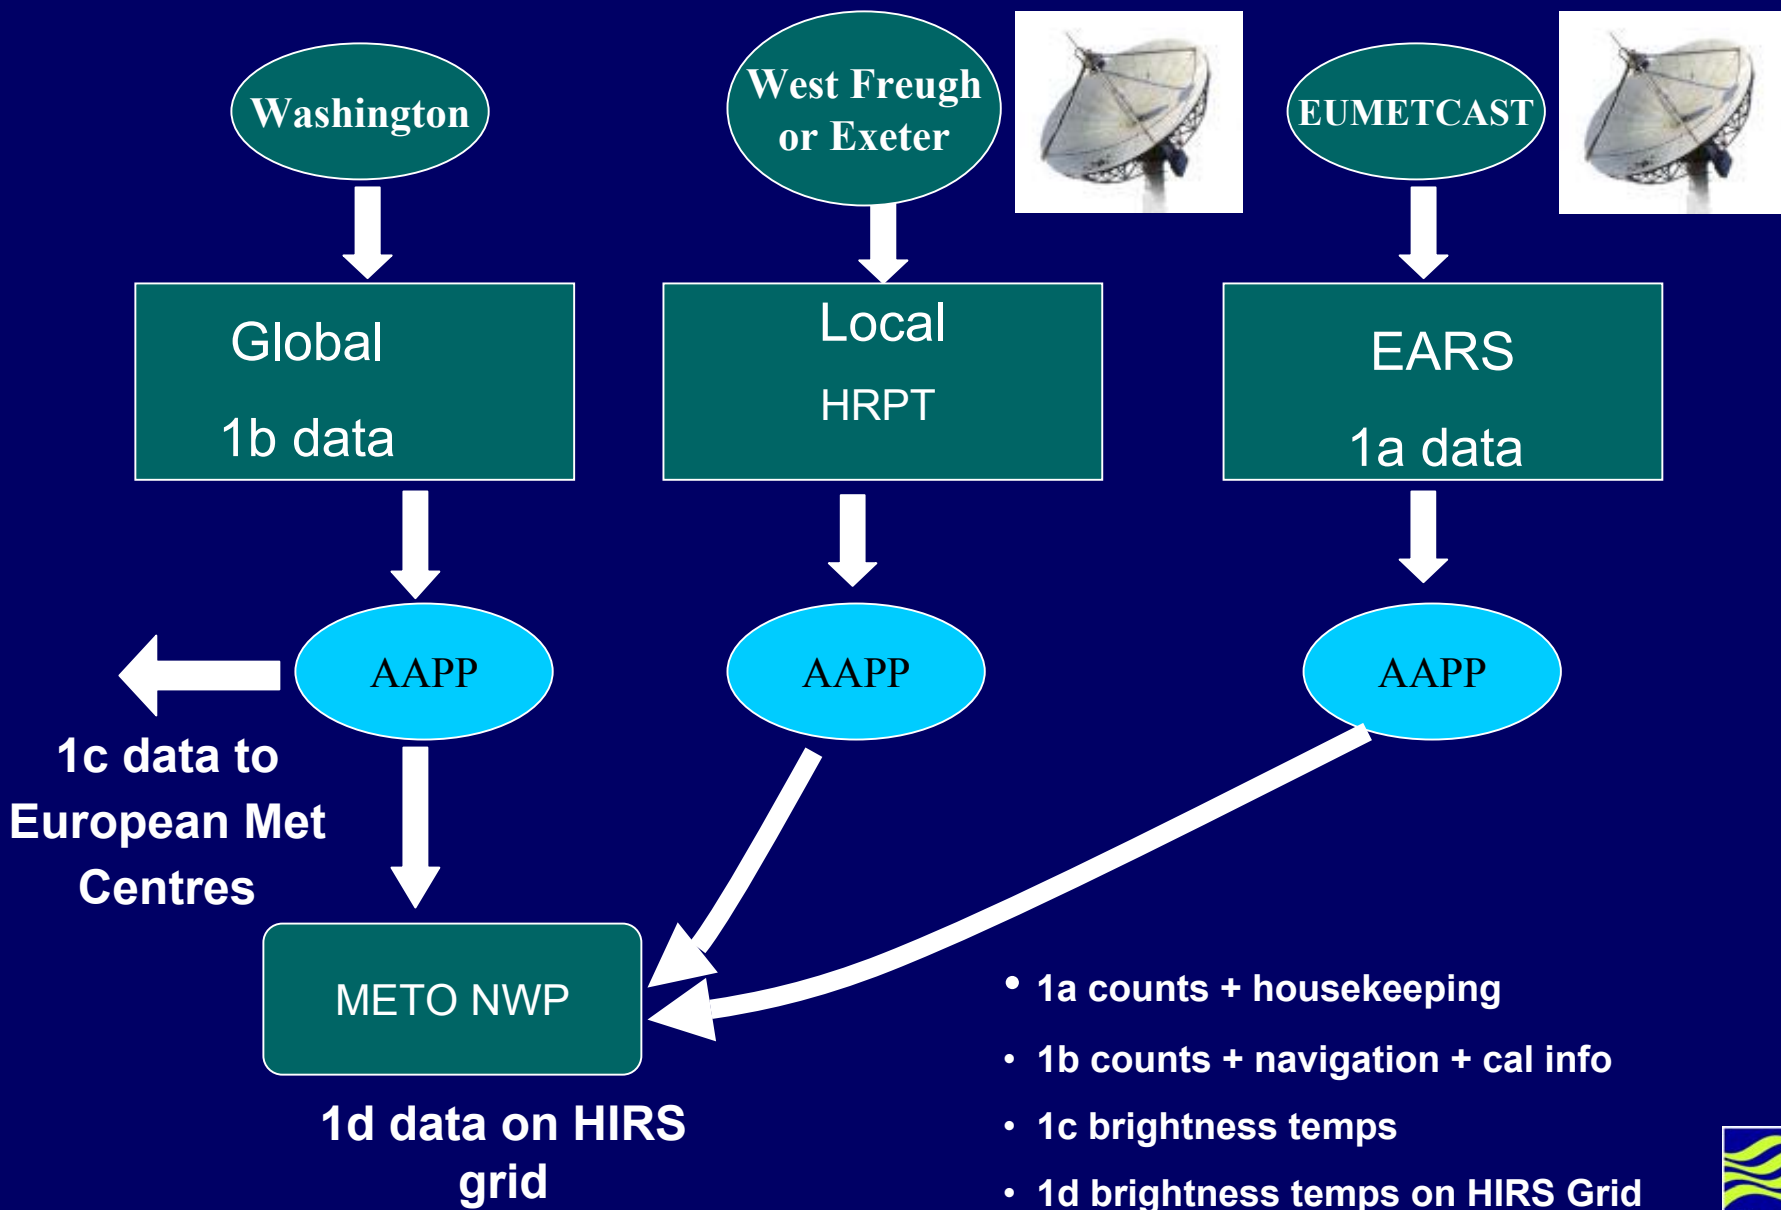 Washington
West Freugh
or Exeter
EUMETCAST
Global
1b data
Local
HRPT
EARS
1a data
AAPP
AAPP
AAPP
1c data to
European Met
Centres
METO NWP
1d data on HIRS
grid
• 1a counts + housekeeping
• 1b counts + navigation + cal info
• 1c brightness temps
• 1d brightness temps on HIRS Grid